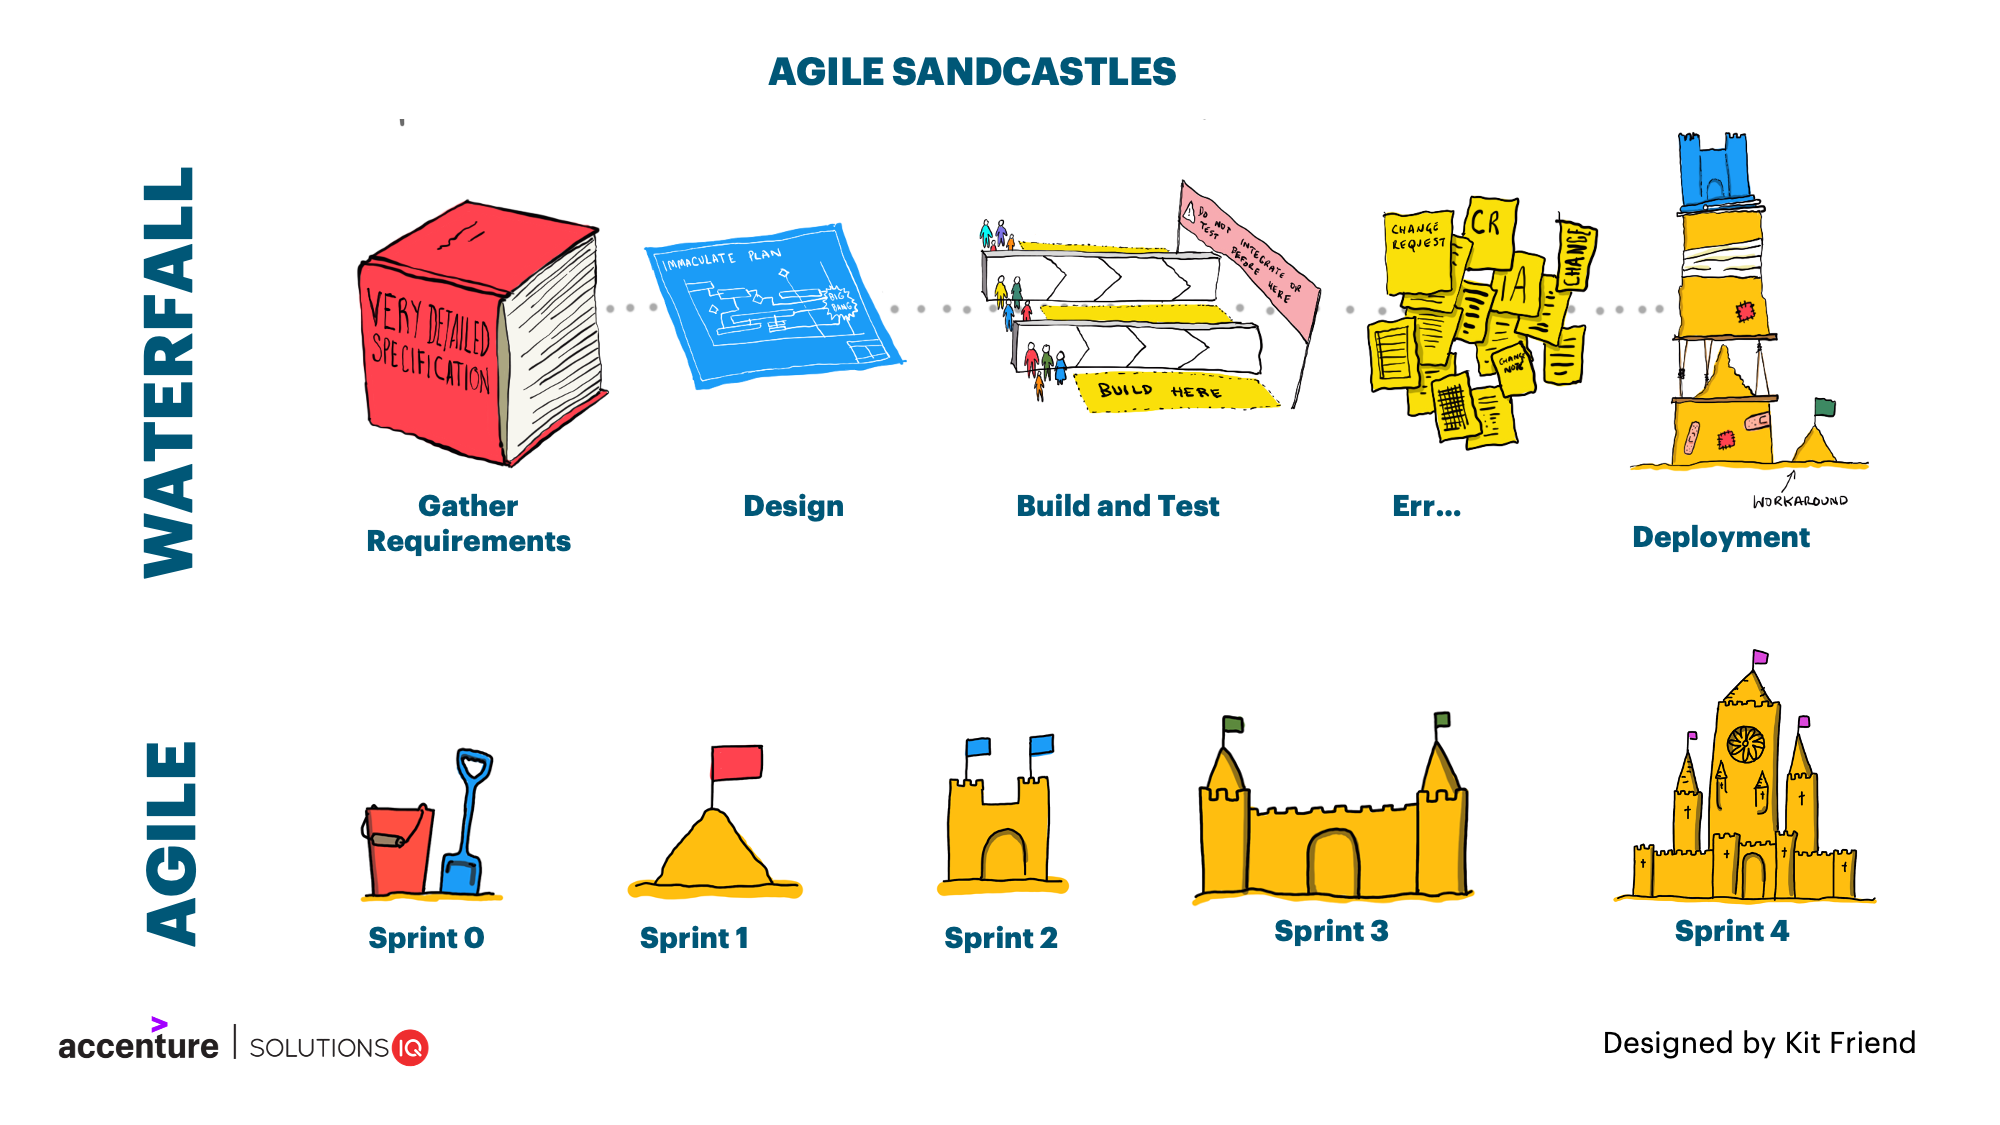 AGILE SANDCASTLES
WATERFALL
VERY DETAILED
SPECIFICATION
IMMACULATE PLAN
BIG
BANG
DO NOT INTEGRATE OR
TEST BEFORE HERE
BUILD HERE
CHANGE
REQUEST
CR
CHANGE
IA
CHANGE
NOTE
WORKAROUND
Gather
Requirements
Design
Build and Test
Err...
Deployment
AGILE
Sprint 0
Sprint 1
Sprint 2
Sprint 3
Sprint 4
accenture
SOLUTIONS IQ
Designed by Kit Friend